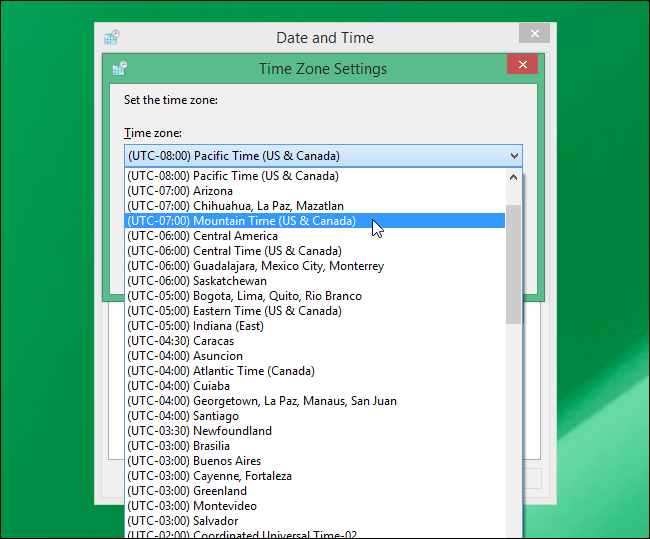 Date and Time
Time Zone Settings
Set the time zone:
Time zone:
(UTC-08:00) Pacific Time (US & Canada)
(UTC-08:00) Pacific Time (US & Canada)
(UTC-07:00) Arizona
(UTC-07:00) Chihuahua, La Paz, Mazatlan
(UTC-07:00) Mountain Time (US & Canada)
(UTC-06:00) Central America
(UTC-06:00) Central Time (US & Canada)
(UTC-06:00) Guadalajara, Mexico City, Monterrey
(UTC-06:00) Saskatchewan
(UTC-05:00) Bogota, Lima, Quito, Rio Branco
(UTC-05:00) Eastern Time (US & Canada)
(UTC-05:00) Indiana (East)
(UTC-04:30) Caracas
(UTC-04:00) Asuncion
(UTC-04:00) Atlantic Time (Canada)
(UTC-04:00) Cuiaba
(UTC-04:00) Georgetown, La Paz, Manaus, San Juan
(UTC-04:00) Santiago
(UTC-03:30) Newfoundland
(UTC-03:00) Brasilia
(UTC-03:00) Buenos Aires
(UTC-03:00) Cayenne, Fortaleza
(UTC-03:00) Greenland
(UTC-03:00) Montevideo
(UTC-03:00) Salvador
(UTC-02:00) Coordinated Universal Time-02